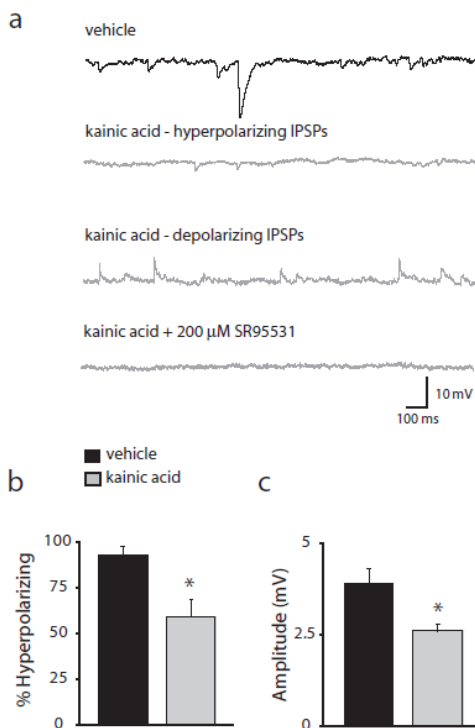 a
vehicle
kainic acid - hyperpolarizing IPSPs
kainic acid - depolarizing IPSPs
kainic acid + 200 µM SR95531
10 mV
100 ms
vehicle
kainic acid
b
% Hyperpolarizing
100
75
50
25
0
*
c
Amplitude (mV)
5
2.5
0
*